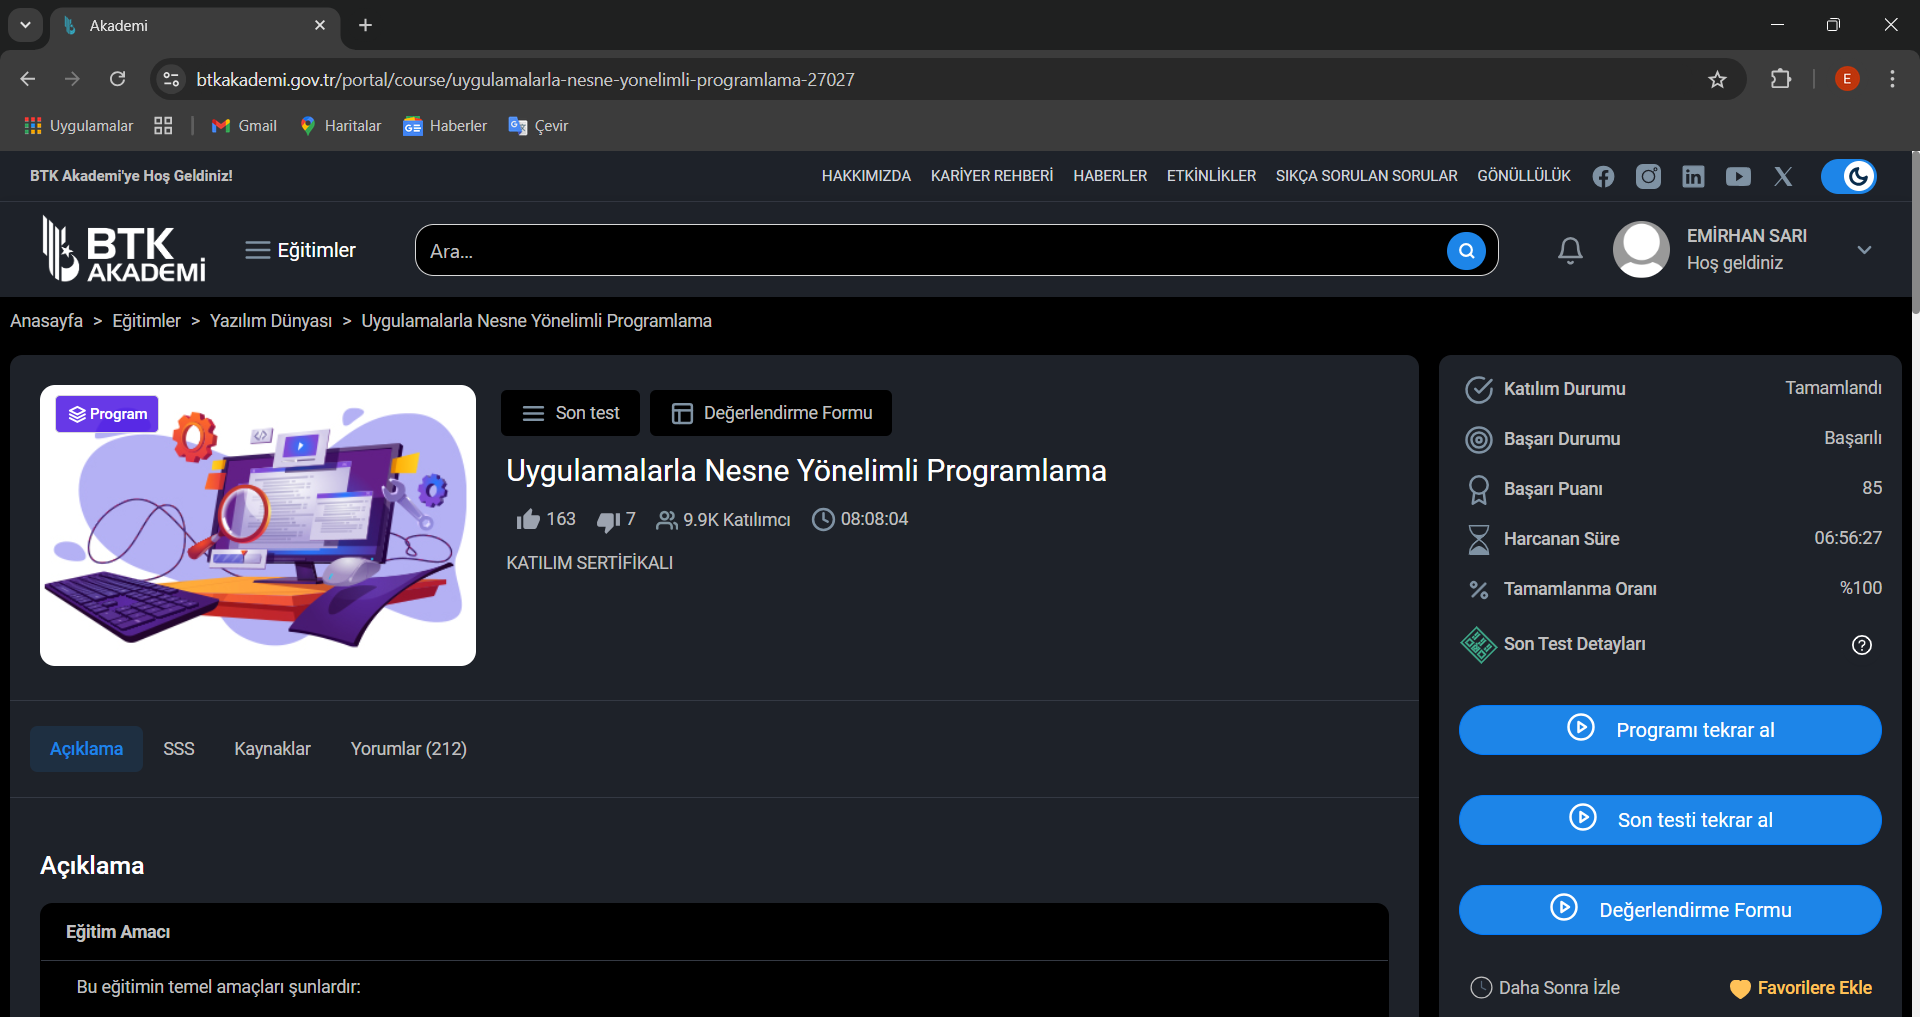 Akademi
btkakademi.gov.tr/portal/course/uygulamalarla-nesne-yonelimli-programlama-27027
E
Uygulamalar
Gmail
Haritalar
Haberler
Çevir
BTK Akademi'ye Hoş Geldiniz!
HAKKIMIZDA
KARİYER REHBERİ
HABERLER
ETKİNLİKLER
SIKÇA SORULAN SORULAR
GÖNÜLLÜLÜK
BTK
AKADEMİ
Eğitimler
Ara...
EMİRHAN SARI
Hoş geldiniz
Anasayfa > Eğitimler > Yazılım Dünyası > Uygulamalarla Nesne Yönelimli Programlama
Program
Son test
Değerlendirme Formu
Uygulamalarla Nesne Yönelimli Programlama
163
7
9.9K Katılımcı
08:08:04
KATILIM SERTİFİKALI
Açıklama
SSS
Kaynaklar
Yorumlar (212)
Açıklama
Eğitim Amacı
Bu eğitimin temel amaçları şunlardır:
Katılım Durumu Tamamlandı
Başarı Durumu Başarılı
Başarı Puanı 85
Harcanan Süre 06:56:27
Tamamlanma Oranı %100
Son Test Detayları
Programı tekrar al
Son testi tekrar al
Değerlendirme Formu
Daha Sonra İzle
Favorilere Ekle